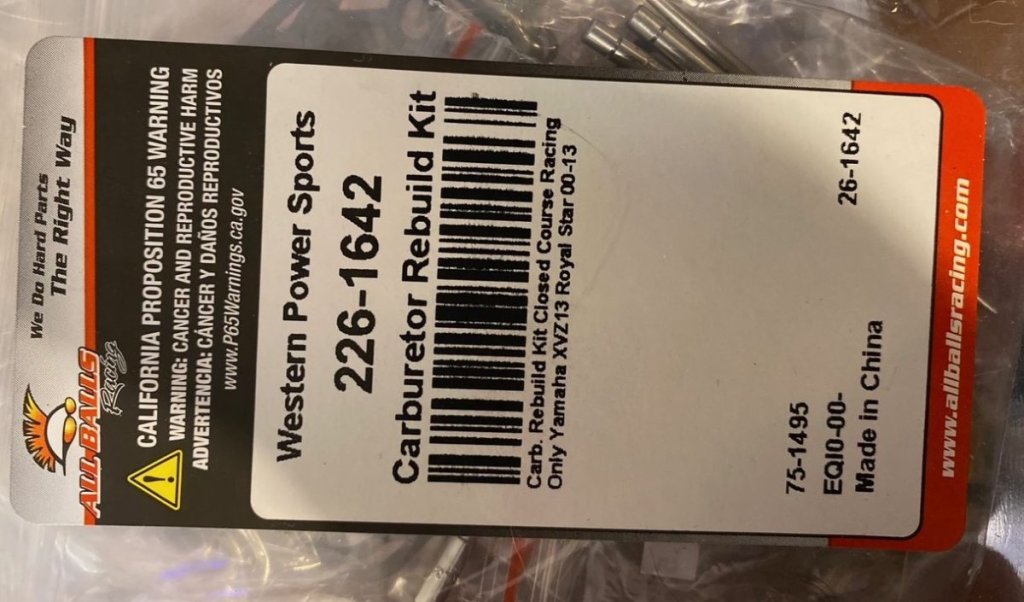 We Do Hard Parts
The Right Way
ALL BALLS
Racing
CALIFORNIA PROPOSITION 65 WARNING
WARNING: CANCER AND REPRODUCTIVE HARM
ADVERTENCIA: CÁNCER Y DAÑOS REPRODUCTIVOS
www.P65Warnings.ca.gov
Western Power Sports
226-1642
Carburetor Rebuild Kit
Carb. Rebuild Kit Closed Course Racing
Only Yamaha XVZ13 Royal Star 00-13
75-1495
EQI0-00-
Made in China
26-1642
www.allballsracing.com